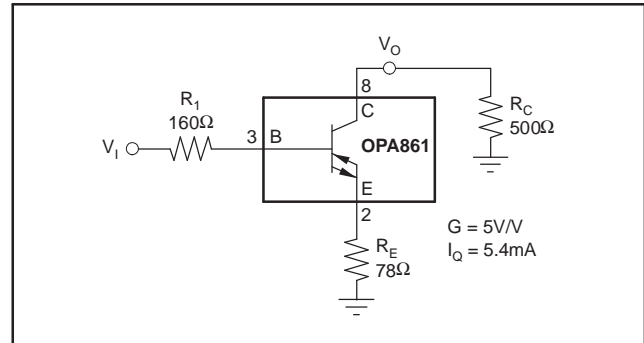 V_O
8
R_1
160Ω
C
R_C
500Ω
V_I
3
B
OPA861
E
2
G = 5V/V
I_Q = 5.4mA
R_E
78Ω